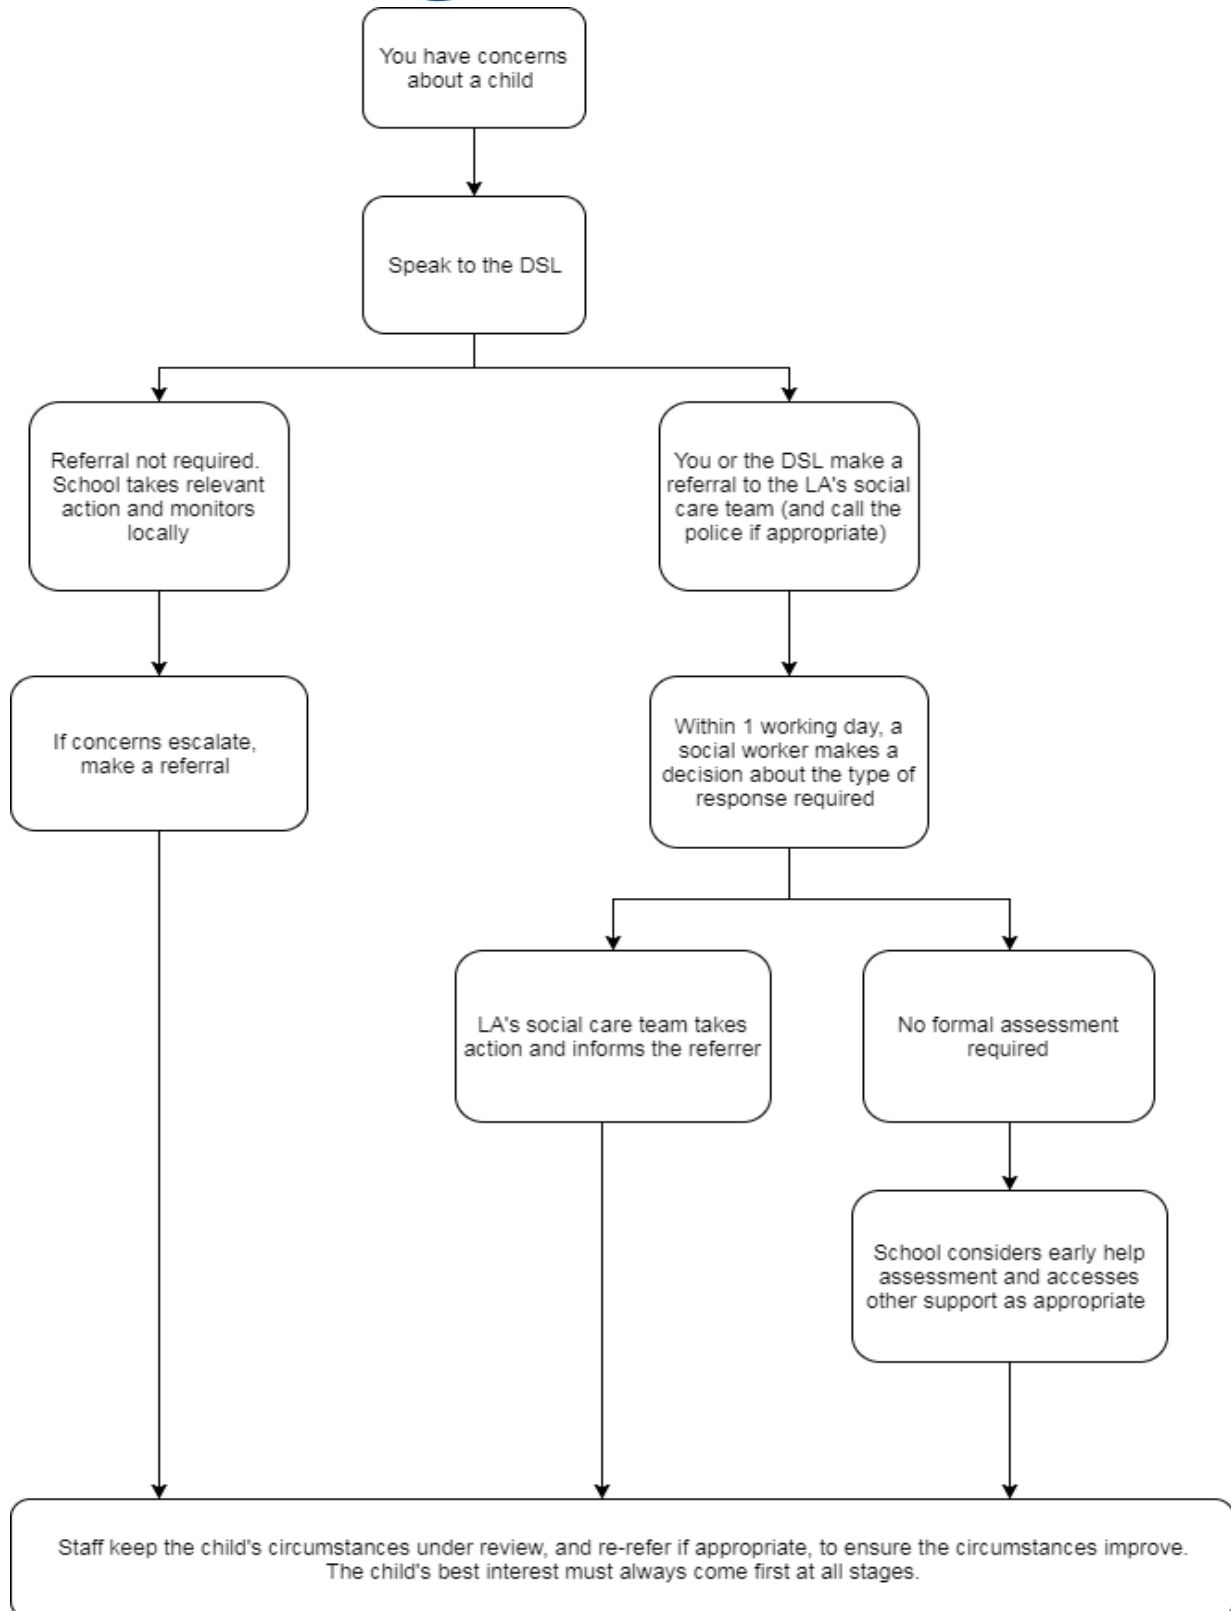 You have concerns
about a child
Speak to the DSL
Referral not required.
School takes relevant
action and monitors
locally
You or the DSL make a
referral to the LA's social
care team (and call the
police if appropriate)
If concerns escalate,
make a referral
Within 1 working day, a
social worker makes a
decision about the type of
response required
LA's social care team takes
action and informs the referrer
No formal assessment
required
School considers early help
assessment and accesses
other support as appropriate
Staff keep the child's circumstances under review, and re-refer if appropriate, to ensure the circumstances improve.
The child's best interest must always come first at all stages.